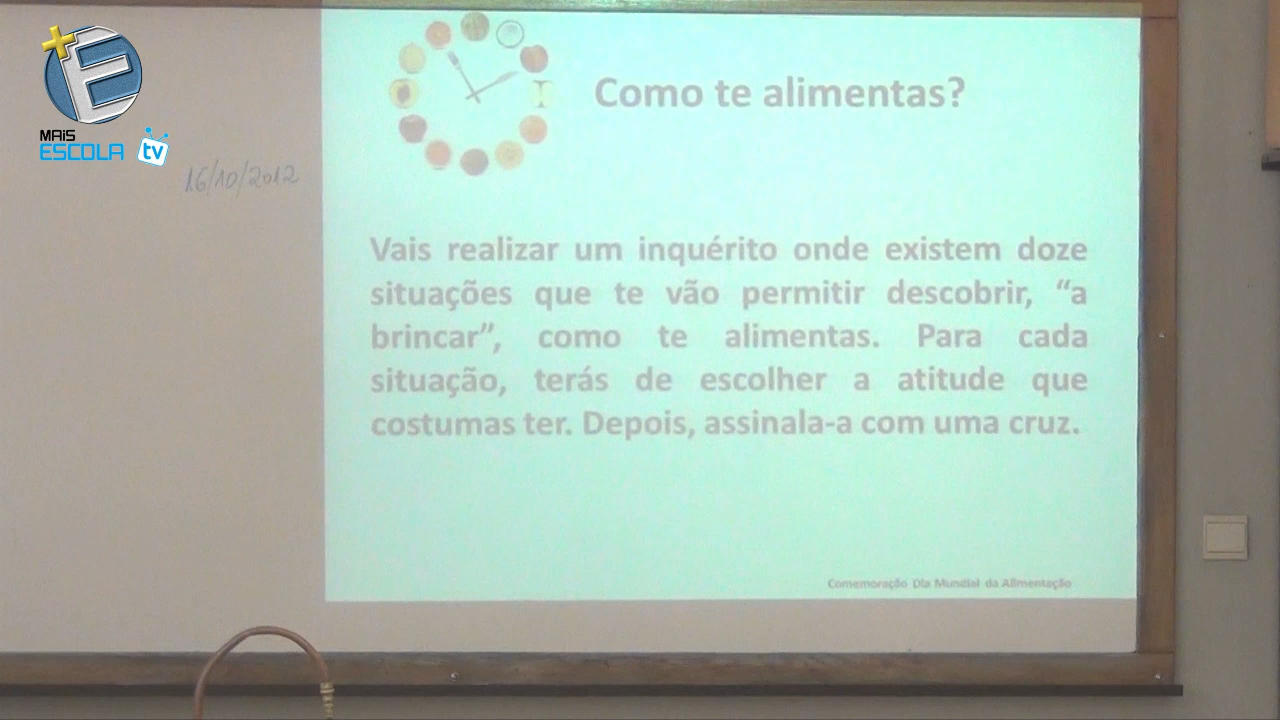 +E
MAIS
ESCOLA tv
16/10/2012
Como te alimentas?
Vais realizar um inquérito onde existem doze
situações que te vão permitir descobrir, “a
brincar”, como te alimentas. Para cada
situação, terás de escolher a atitude que
costumas ter. Depois, assinala-a com uma cruz.
Comemoração Dia Mundial da Alimentação